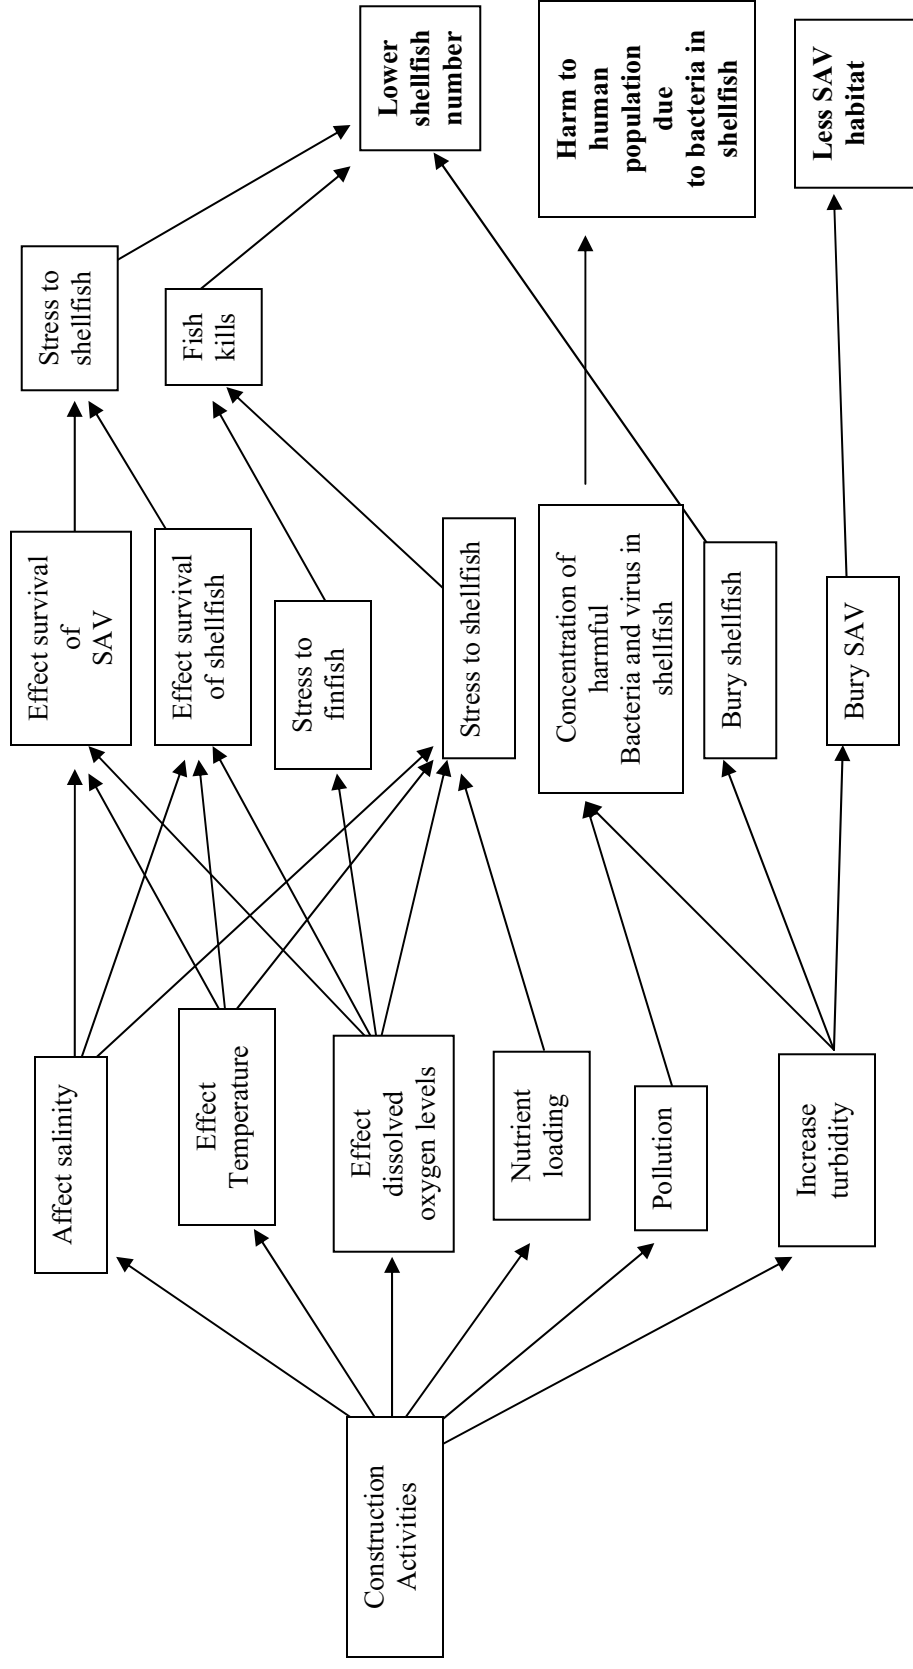 Construction
Activities
Affect salinity
Effect
Temperature
Effect
dissolved
oxygen levels
Nutrient
loading
Pollution
Increase
turbidity
Effect survival
of
SAV
Effect survival
of shellfish
Stress to
finfish
Stress to shellfish
Concentration of
harmful
Bacteria and virus in
shellfish
Bury shellfish
Bury SAV
Stress to
shellfish
Fish
kills
Lower
shellfish
number
Harm to
human
population
due
to bacteria in
shellfish
Less SAV
habitat